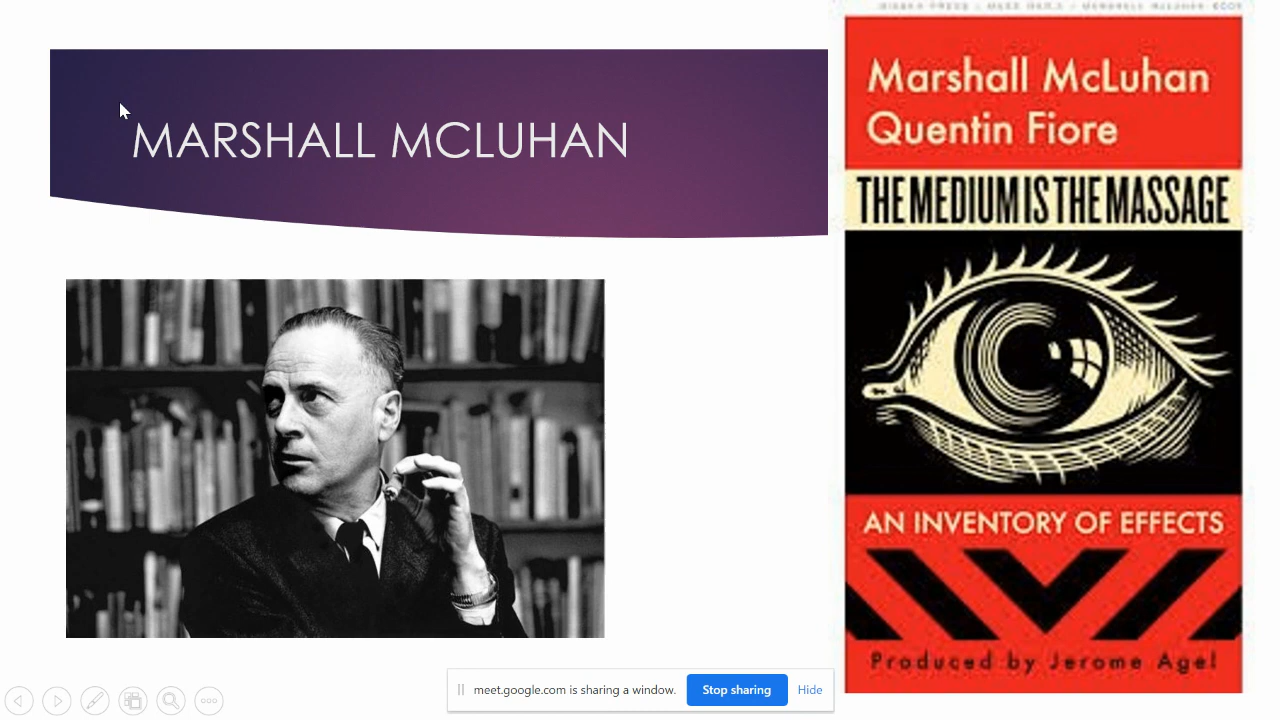 MARSHALL MCLUHAN
Marshall McLuhan
Quentin Fiore
THE MEDIUM IS THE MASSAGE
AN INVENTORY OF EFFECTS
Produced by Jerome Agel
meet.google.com is sharing a window.
Stop sharing
Hide